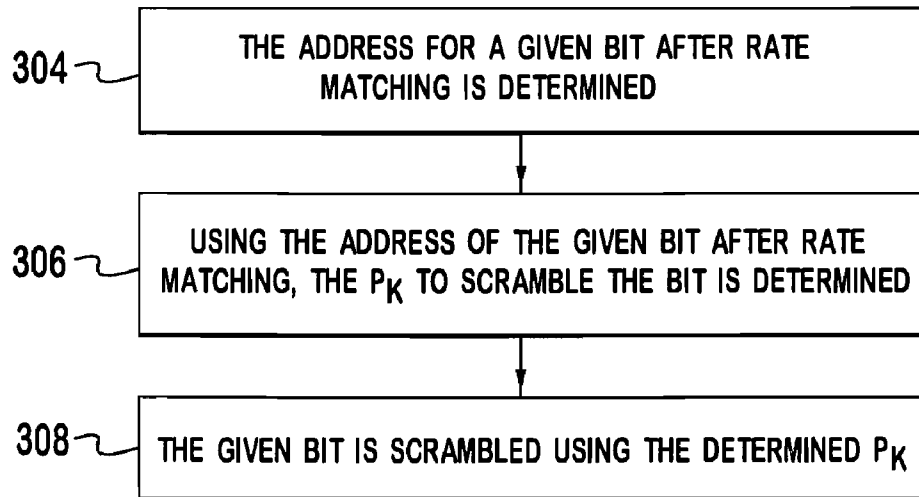 304
THE ADDRESS FOR A GIVEN BIT AFTER RATE
MATCHING IS DETERMINED
306
USING THE ADDRESS OF THE GIVEN BIT AFTER RATE
MATCHING, THE PK TO SCRAMBLE THE BIT IS DETERMINED
308
THE GIVEN BIT IS SCRAMBLED USING THE DETERMINED PK